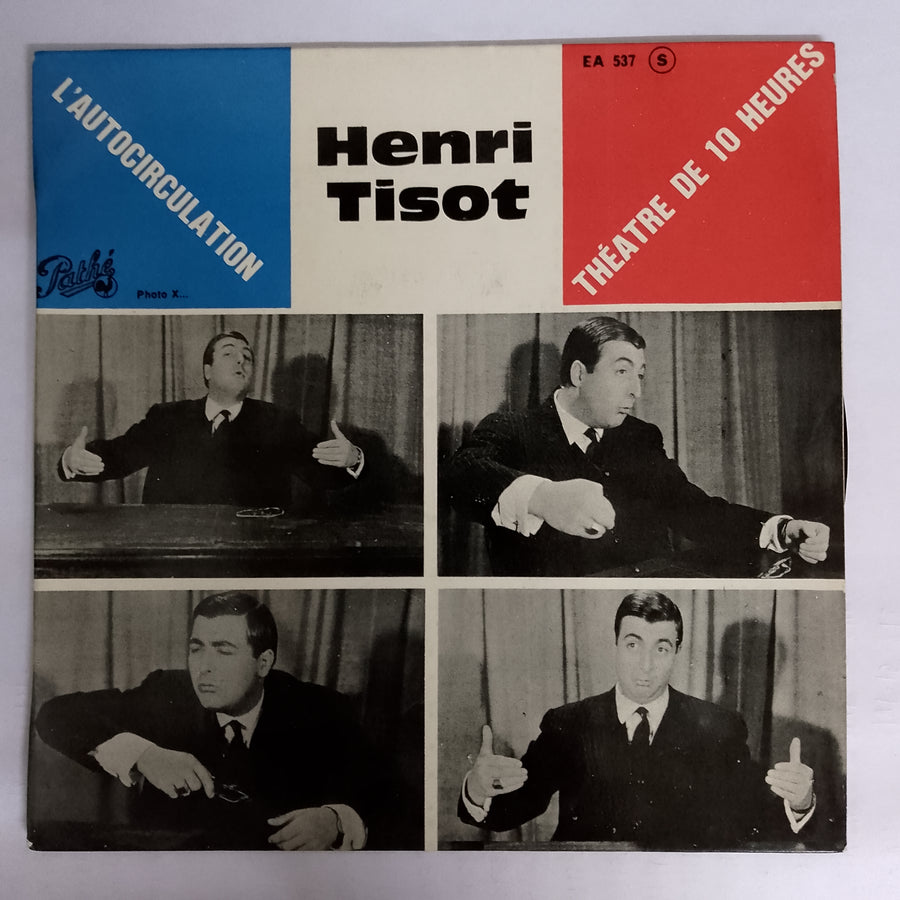 L'AUTOCIRCULATION
Pathé
Photo X...
Henri
Tisot
EA 537 S
THÉATRE DE 10 HEURES